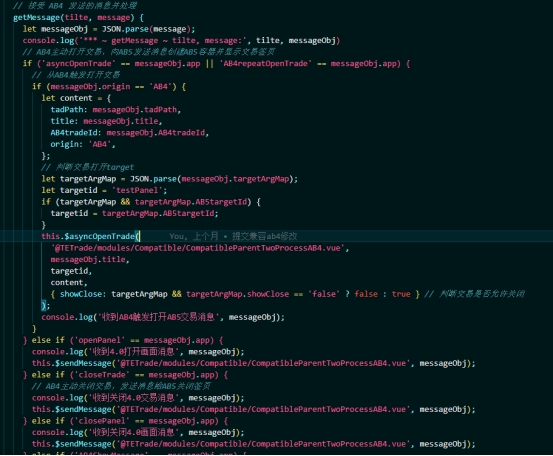 // 接受 AB4 发送的消息并处理
getMessage(tilte, message) {
let messageObj = JSON.parse(message);
console.log('*** ~ getMessage ~ tilte, message:', tilte, messageObj)
// AB4主动打开交易，向AB5发送消息创建AB5容器并显示交易签页
if ('asyncOpenTrade' == messageObj.app || 'AB4repeatOpenTrade' == messageObj.app) {
// 从AB4触发打开交易
if (messageObj.origin == 'AB4') {
let content = {
tadPath: messageObj.tadPath,
title: messageObj.title,
AB4tradeId: messageObj.AB4tradeId,
origin: 'AB4',
};
// 判断交易打开target
let targetArgMap = JSON.parse(messageObj.targetArgMap);
let targetid = 'testPanel';
if (targetArgMap && targetArgMap.AB5targetId) {
targetid = targetArgMap.AB5targetId;
}
this.$asyncOpenTrade( You, 上个月 • 提交兼容ab4修改
'@TETrade/modules/Compatible/CompatibleParentTwoProcessAB4.vue',
messageObj.title,
targetid,
content,
{ showClose: targetArgMap && targetArgMap.showClose == 'false' ? false : true } // 判断交易是否允许关闭
);
console.log('收到AB4触发打开AB5交易消息', messageObj);
}
} else if ('openPanel' == messageObj.app) {
console.log('收到4.0打开画面消息', messageObj);
this.$sendMessage('@TETrade/modules/Compatible/CompatibleParentTwoProcessAB4.vue', messageObj);
} else if ('closeTrade' == messageObj.app) {
// AB4主动关闭交易，发送消息给AB5关闭签页
console.log('收到关闭4.0交易消息', messageObj);
this.$sendMessage('@TETrade/modules/Compatible/CompatibleParentTwoProcessAB4.vue', messageObj);
} else if ('closePanel' == messageObj.app) {
console.log('收到关闭4.0画面消息', messageObj);
this.$sendMessage('@TETrade/modules/Compatible/CompatibleParentTwoProcessAB4.vue', messageObj);
} else if ('AB4ShowMessage' == messageObj.app) {